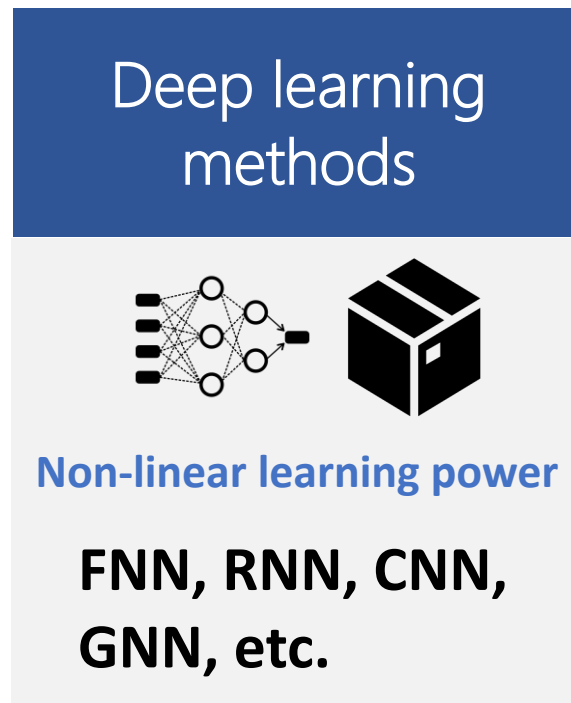 Deep learning
methods
Non-linear learning power
FNN, RNN, CNN,
GNN, etc.